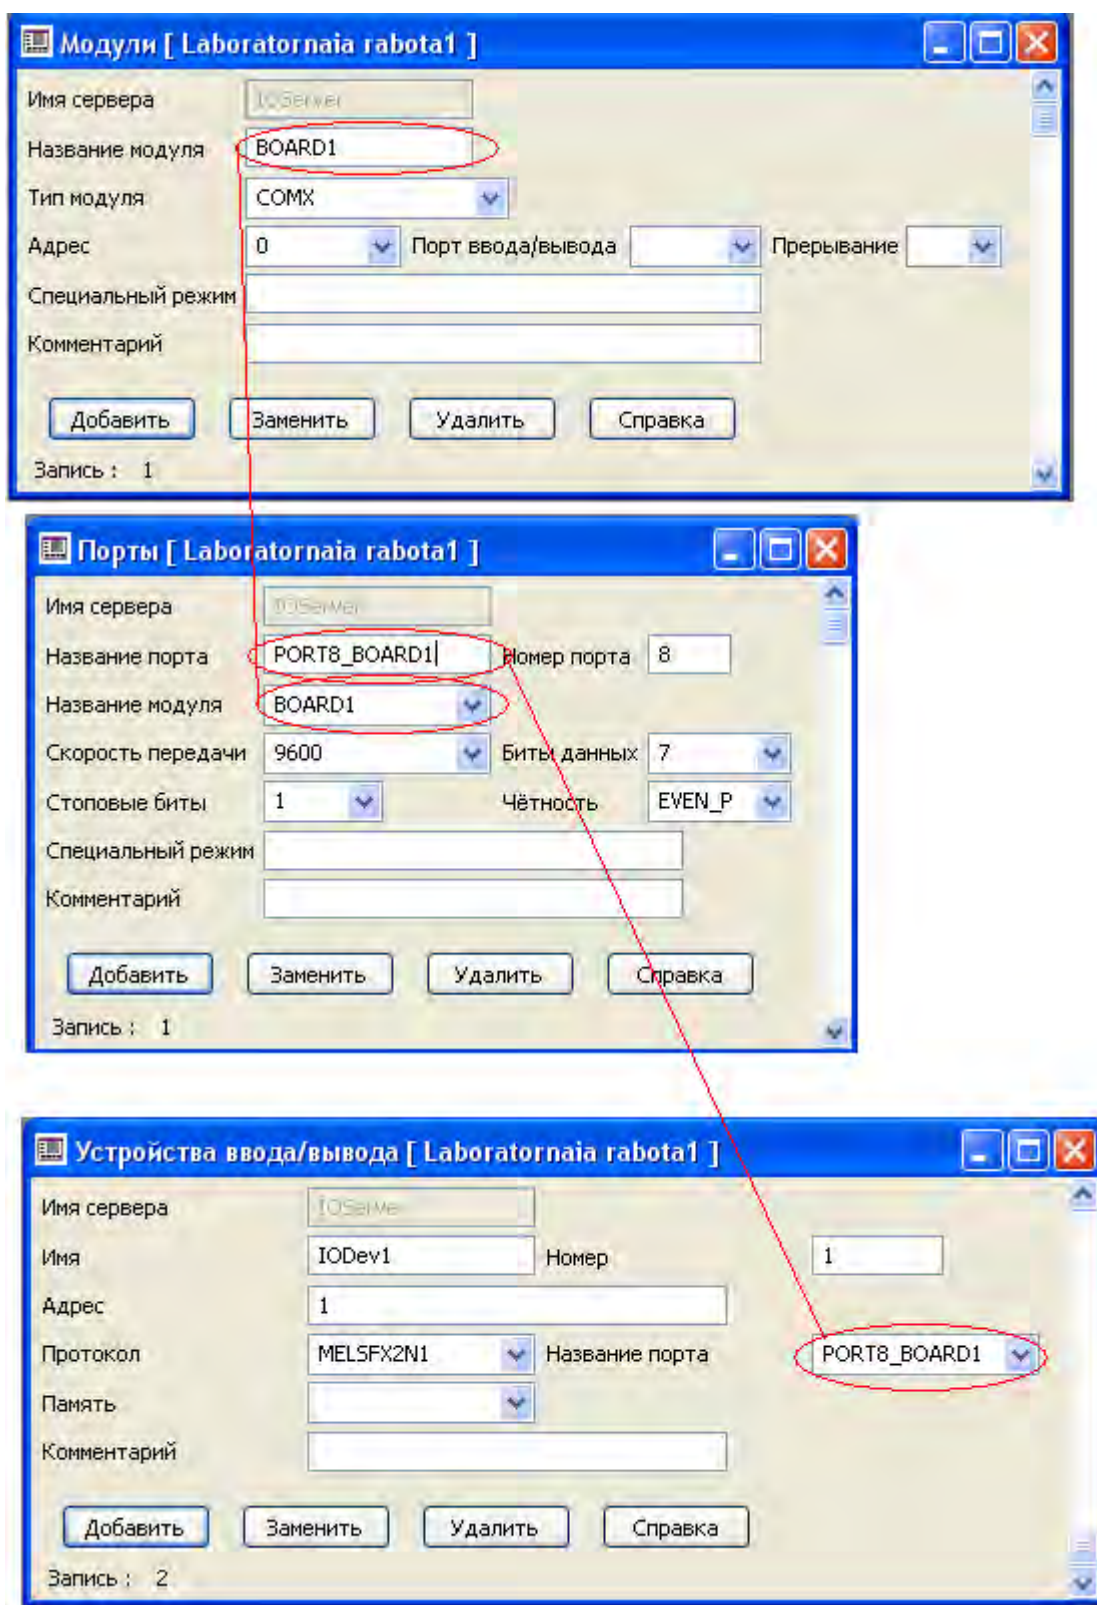 Модули [ Laboratornaia rabota1 ]
Имя сервера IOServer
Название модуля BOARD1
Тип модуля COMX
Адрес 0 Порт ввода/вывода Прерывание
Специальный режим
Комментарий
Добавить Заменить Удалить Справка
Запись : 1
Порты [ Laboratornaia rabota1 ]
Имя сервера IOServer
Название порта PORT8_BOARD1 Номер порта 8
Название модуля BOARD1
Скорость передачи 9600 Биты данных 7
Стоповые биты 1 Чётность EVEN_P
Специальный режим
Комментарий
Добавить Заменить Удалить Справка
Запись : 1
Устройства ввода/вывода [ Laboratornaia rabota1 ]
Имя сервера IOServer
Имя IODev1 Номер 1
Адрес 1
Протокол MELSFX2N1 Название порта PORT8_BOARD1
Память
Комментарий
Добавить Заменить Удалить Справка
Запись : 2